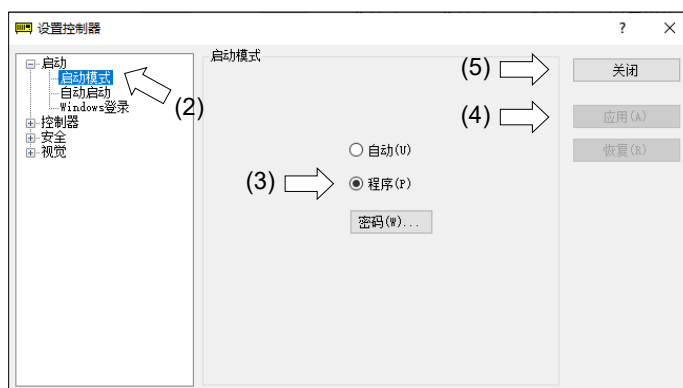 设置控制器
? ×
启动
启动模式
自动启动
Windows登录
控制器
安全
视觉
(2)
启动模式
自动(U)
(3)
程序(P)
密码(W)...
(5)
关闭
(4)
应用(A)
恢复(R)